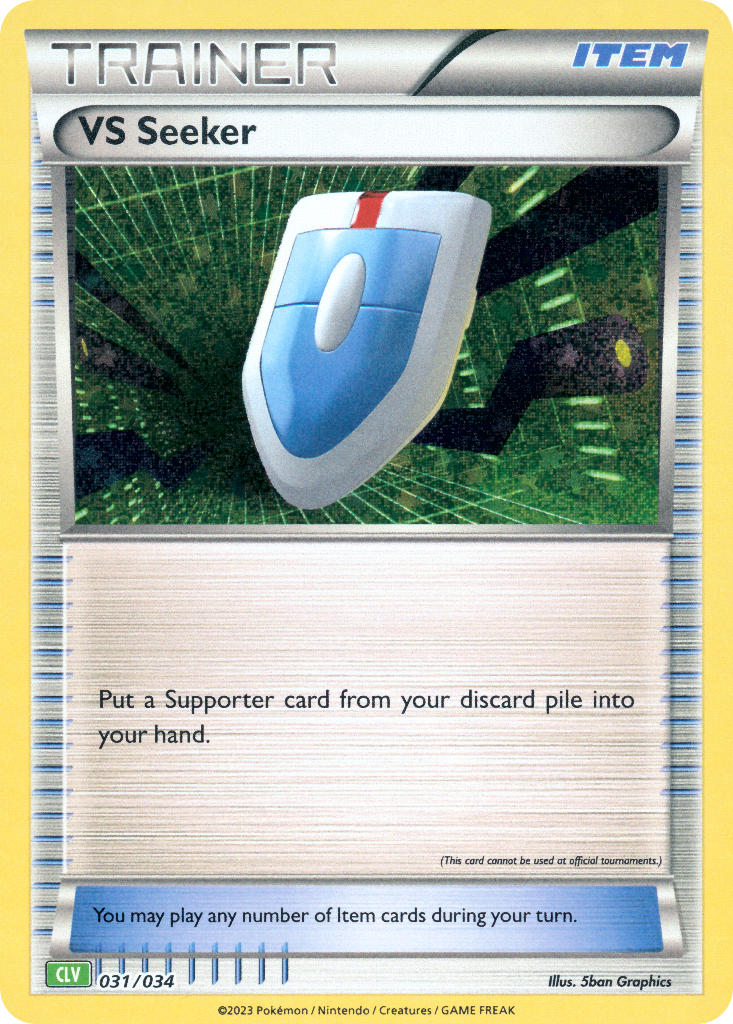 TRAINER
ITEM
VS Seeker
Put a Supporter card from your discard pile into
your hand.
(This card cannot be used at official tournaments.)
You may play any number of Item cards during your turn.
CLV 031/034
Illus. 5ban Graphics
©2023 Pokémon / Nintendo / Creatures / GAME FREAK